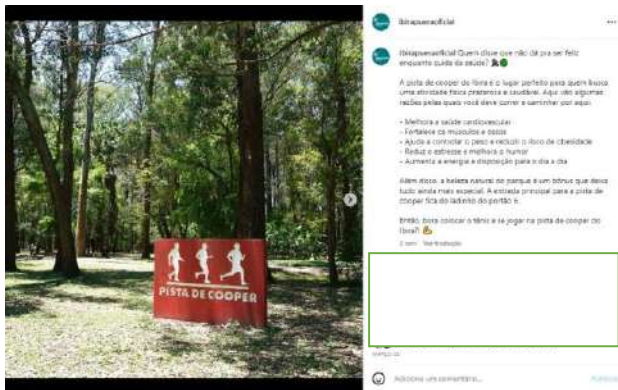 PISTA DE COOPER
ibirapueraoficial
ibirapueraoficial Quem disse que não dá pra ser feliz
enquanto cuida da saúde?
A pista de cooper do Ibira é o lugar perfeito para quem busca
uma atividade física prazerosa e saudável. Aqui vão algumas
razões pelas quais você deve correr e caminhar por aqui:
- Melhora a saúde cardiovascular
- Fortalece os músculos e ossos
- Ajuda a controlar o peso e reduzir o risco de obesidade
- Reduz o estresse e melhora o humor
- Aumenta a energia e disposição para o dia a dia
Além disso, a beleza natural do parque é um bônus que deixa
tudo ainda mais especial. A entrada principal para a pista de
cooper fica do ladinho do portão 6.
Então, bora colocar o tênis e se jogar na pista de cooper do
Ibira?!
2 sem Ver tradução
Adicione um comentário... Publicar